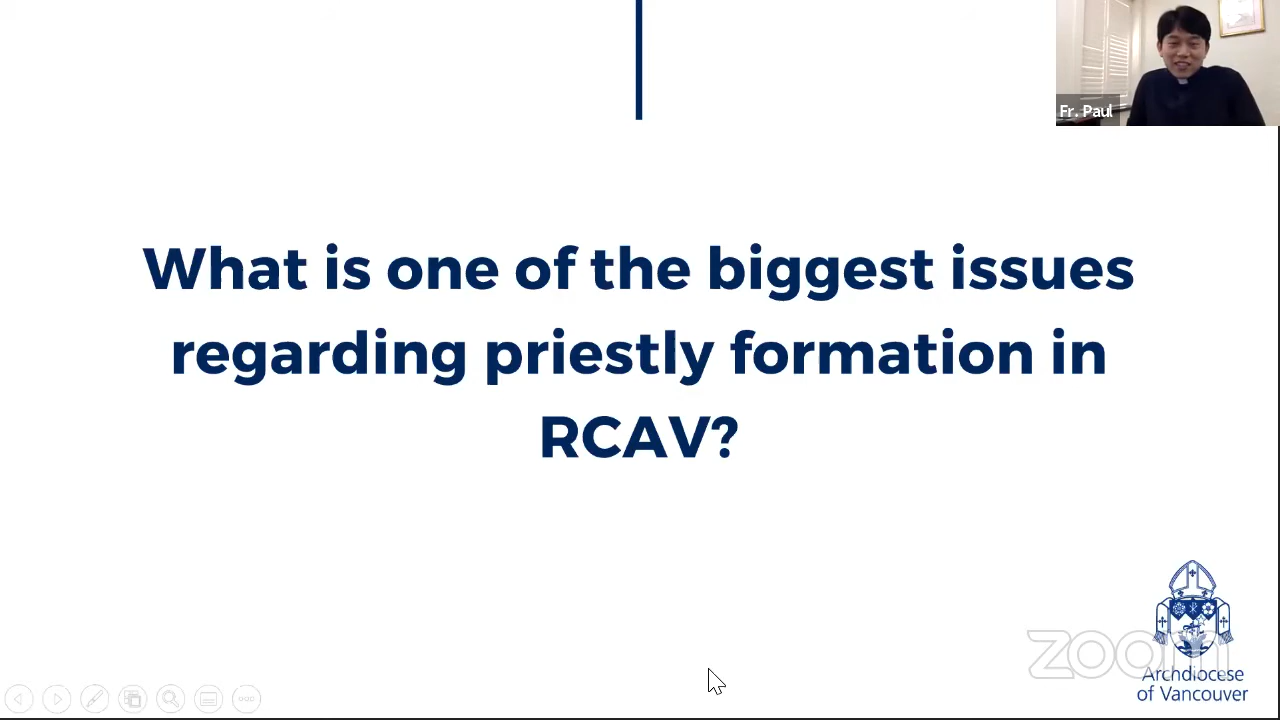 Fr. Paul
What is one of the biggest issues
regarding priestly formation in
RCAV?
zoom
Archdiocese
of Vancouver